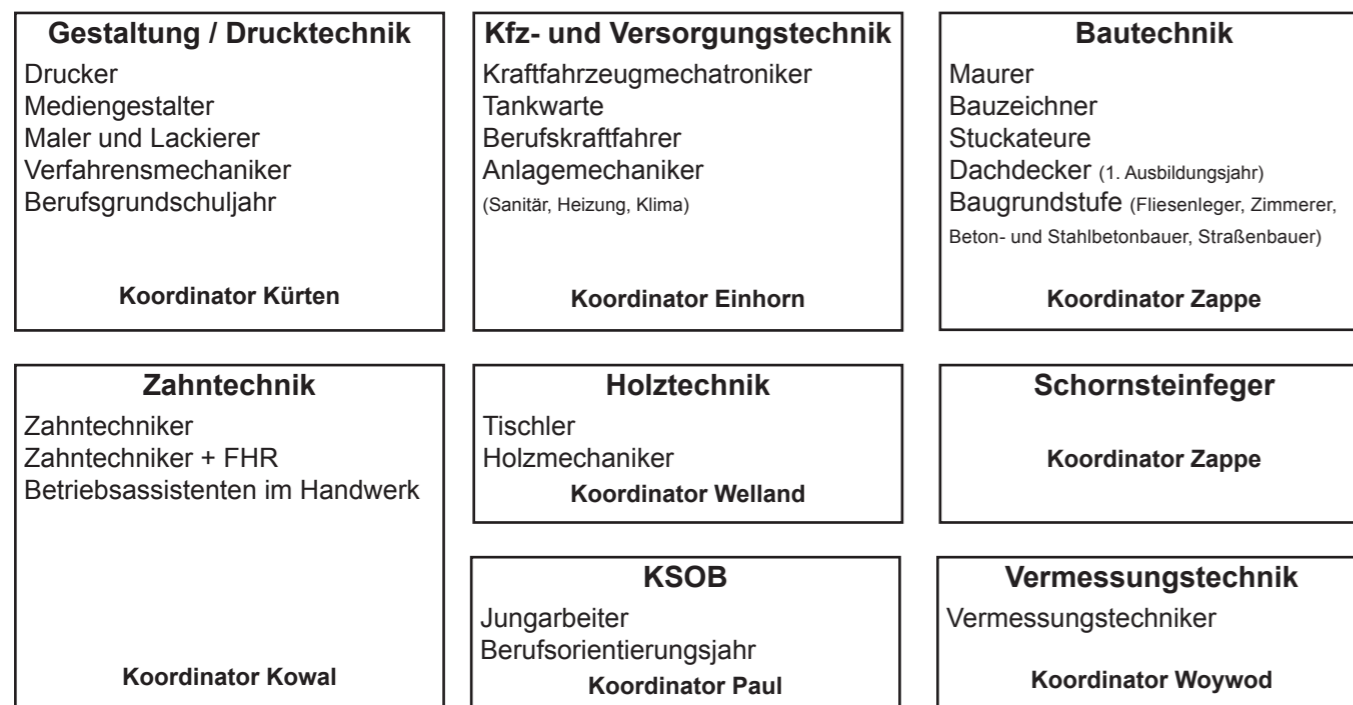 Gestaltung / Drucktechnik
Drucker
Mediengestalter
Maler und Lackierer
Verfahrensmechaniker
Berufsgrundschuljahr
Koordinator Kürten
Kfz- und Versorgungstechnik
Kraftfahrzeugmechatroniker
Tankwarte
Berufskraftfahrer
Anlagemechaniker
(Sanitär, Heizung, Klima)
Koordinator Einhorn
Bautechnik
Maurer
Bauzeichner
Stuckateure
Dachdecker (1. Ausbildungsjahr)
Baugrundstufe (Fliesenleger, Zimmerer,
Beton- und Stahlbetonbauer, Straßenbauer)
Koordinator Zappe
Zahntechnik
Zahntechniker
Zahntechniker + FHR
Betriebsassistenten im Handwerk
Koordinator Kowal
Holztechnik
Tischler
Holzmechaniker
Koordinator Welland
Schornsteinfeger
Koordinator Zappe
KSOB
Jungarbeiter
Berufsorientierungsjahr
Koordinator Paul
Vermessungstechnik
Vermessungstechniker
Koordinator Woywod